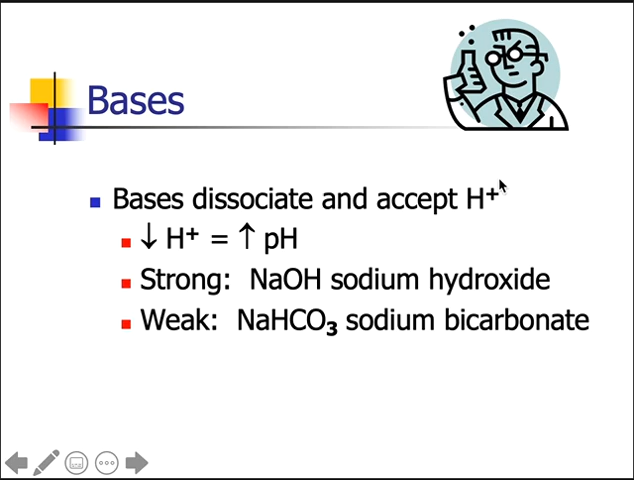 Bases
Bases dissociate and accept H⁺
↓ H⁺ = ↑ pH
Strong: NaOH sodium hydroxide
Weak: NaHCO₃ sodium bicarbonate